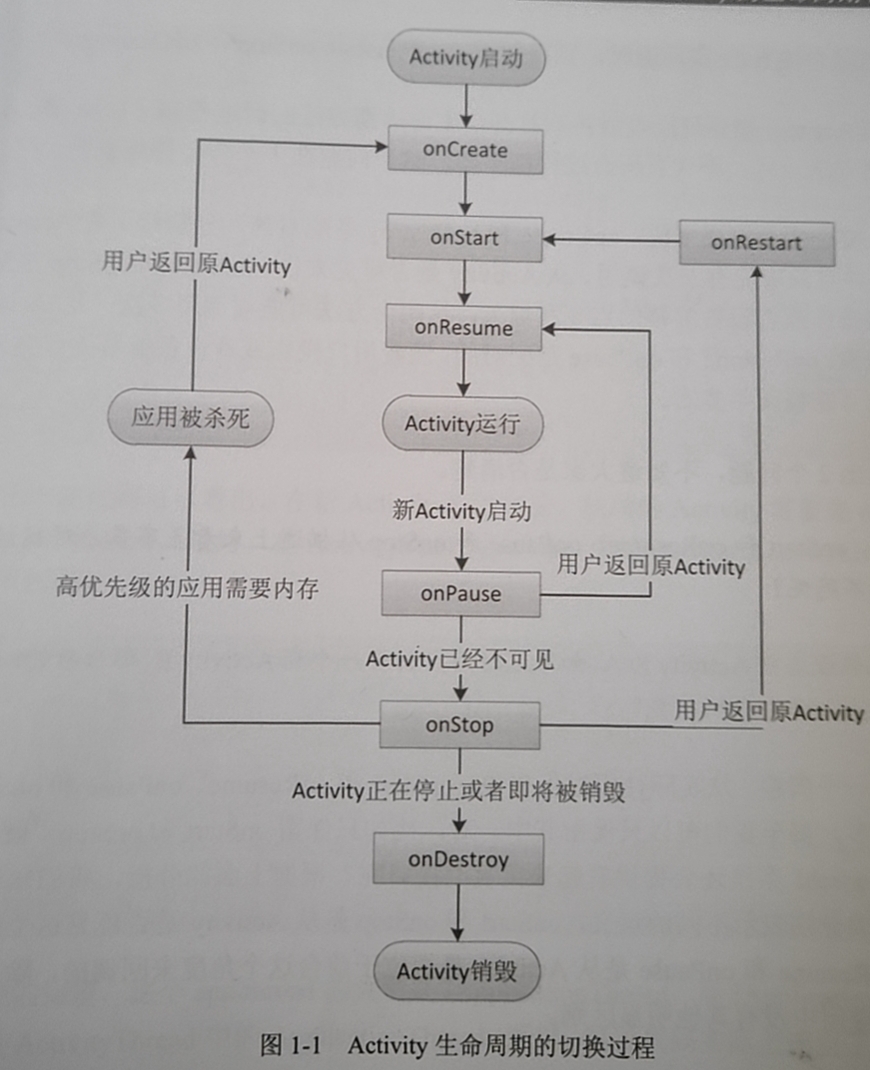 Activity启动
onCreate
onStart
onRestart
用户返回原Activity
onResume
应用被杀死
Activity运行
新Activity启动
用户返回原Activity
高优先级的应用需要内存
onPause
Activity已经不可见
用户返回原Activity
onStop
Activity正在停止或者即将被销毁
onDestroy
Activity销毁
图 1-1 Activity 生命周期的切换过程